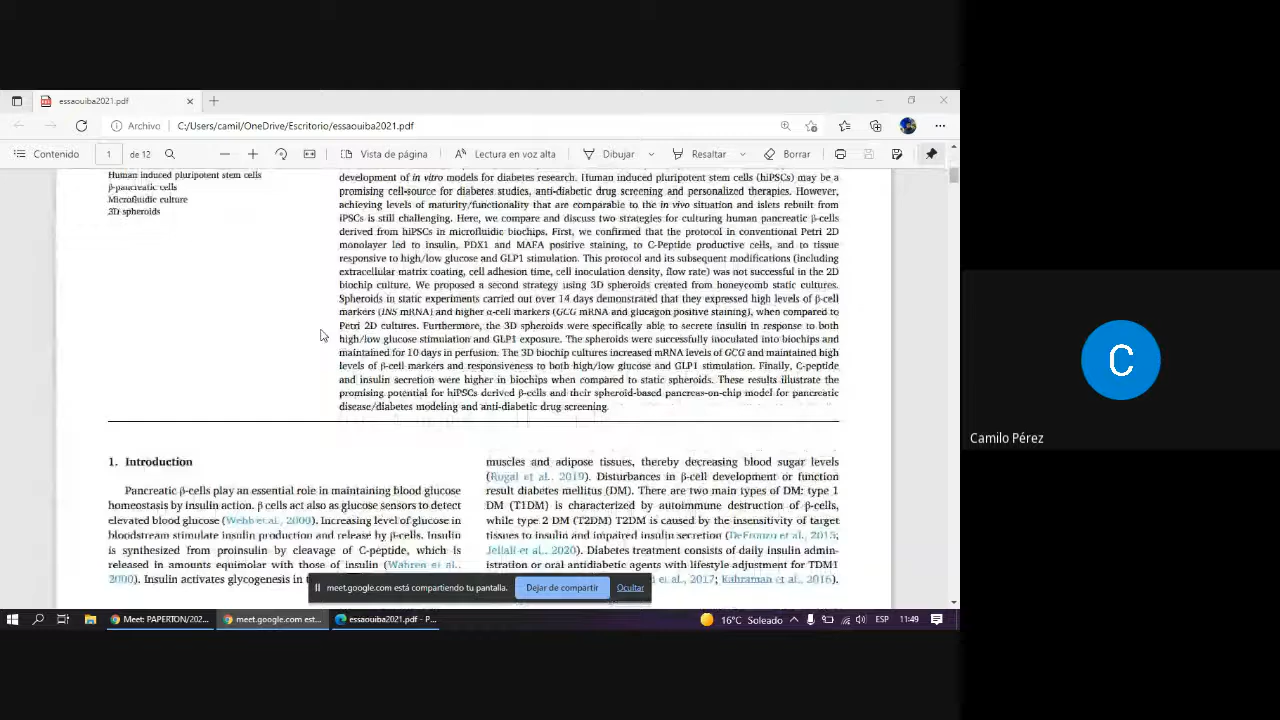 essaouiba2021.pdf
Archivo
C:/Users/camil/OneDrive/Escritorio/essaouiba2021.pdf
Contenido
1
de 12
Vista de página
Lectura en voz alta
Dibujar
Resaltar
Borrar
Human induced pluripotent stem cells
β-pancreatic cells
Microfluidic culture
3D spheroids
development of in vitro models for diabetes research. Human induced pluripotent stem cells (hiPSCs) may be a
promising cell-source for diabetes studies, anti-diabetic drug screening and personalized therapies. However,
achieving levels of maturity/functionality that are comparable to the in vivo situation and islets rebuilt from
iPSCs is still challenging. Here, we compare and discuss two strategies for culturing human pancreatic β-cells
derived from hiPSCs in microfluidic biochips. First, we confirmed that the protocol in conventional Petri 2D
monolayer led to insulin, PDX1 and MAFA positive staining, to C-Peptide productive cells, and to tissue
responsive to high/low glucose and GLP1 stimulation. This protocol and its subsequent modifications (including
extracellular matrix coating, cell adhesion time, cell inoculation density, flow rate) was not successful in the 2D
biochip culture. We proposed a second strategy using 3D spheroids created from honeycomb static cultures.
Spheroids in static experiments carried out over 14 days demonstrated that they expressed high levels of β-cell
markers (INS mRNA) and higher α-cell markers (GCG mRNA and glucagon positive staining), when compared to
Petri 2D cultures. Furthermore, the 3D spheroids were specifically able to secrete insulin in response to both
high/low glucose stimulation and GLP1 exposure. The spheroids were successfully inoculated into biochips and
maintained for 10 days in perfusion. The 3D biochip cultures increased mRNA levels of GCG and maintained high
levels of β-cell markers and responsiveness to both high/low glucose and GLP1 stimulation. Finally, C-peptide
and insulin secretion were higher in biochips when compared to static spheroids. These results illustrate the
promising potential for hiPSCs derived β-cells and their spheroid-based pancreas-on-chip model for pancreatic
disease/diabetes modeling and anti-diabetic drug screening.
1. Introduction
Pancreatic β-cells play an essential role in maintaining blood glucose
homeostasis by insulin action. β cells act also as glucose sensors to detect
elevated blood glucose (Webb et al., 2000). Increasing level of glucose in
bloodstream stimulate insulin production and release by β-cells. Insulin
is synthesized from proinsulin by cleavage of C-peptide, which is
released in amounts equimolar with those of insulin (Wahren et al.,
2000). Insulin activates glycogenesis in
muscles and adipose tissues, thereby decreasing blood sugar levels
(Rugal et al., 2019). Disturbances in β-cell development or function
result diabetes mellitus (DM). There are two main types of DM: type 1
DM (T1DM) is characterized by autoimmune destruction of β-cells,
while type 2 DM (T2DM) T2DM is caused by the insensitivity of target
tissues to insulin and impaired insulin secretion (DeFronzo et al., 2015;
Jellali et al., 2020). Diabetes treatment consists of daily insulin admin-
istration or oral antidiabetic agents with lifestyle adjustment for TDM1
et al., 2017; Kahraman et al., 2016).
meet.google.com está compartiendo tu pantalla.
Dejar de compartir
Ocultar
Meet: PAPERTON/202...
meet.google.com est...
essaouiba2021.pdf - P...
16°C Soleado
ESP
11:49
C
Camilo Pérez